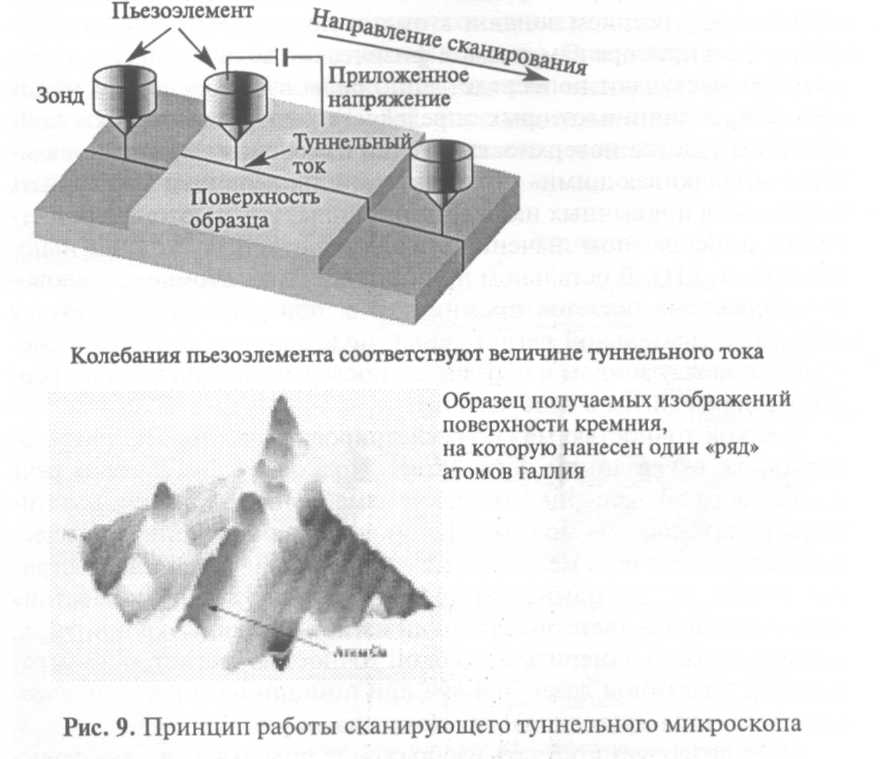 Пьезоэлемент
Направление сканирования
Зонд
Приложенное
напряжение
Туннельный
ток
Поверхность
образца
Колебания пьезоэлемента соответствуют величине туннельного тока
Образец получаемых изображений
поверхности кремния,
на которую нанесен один «ряд»
атомов галлия
Атом Ga
Рис. 9. Принцип работы сканирующего туннельного микроскопа